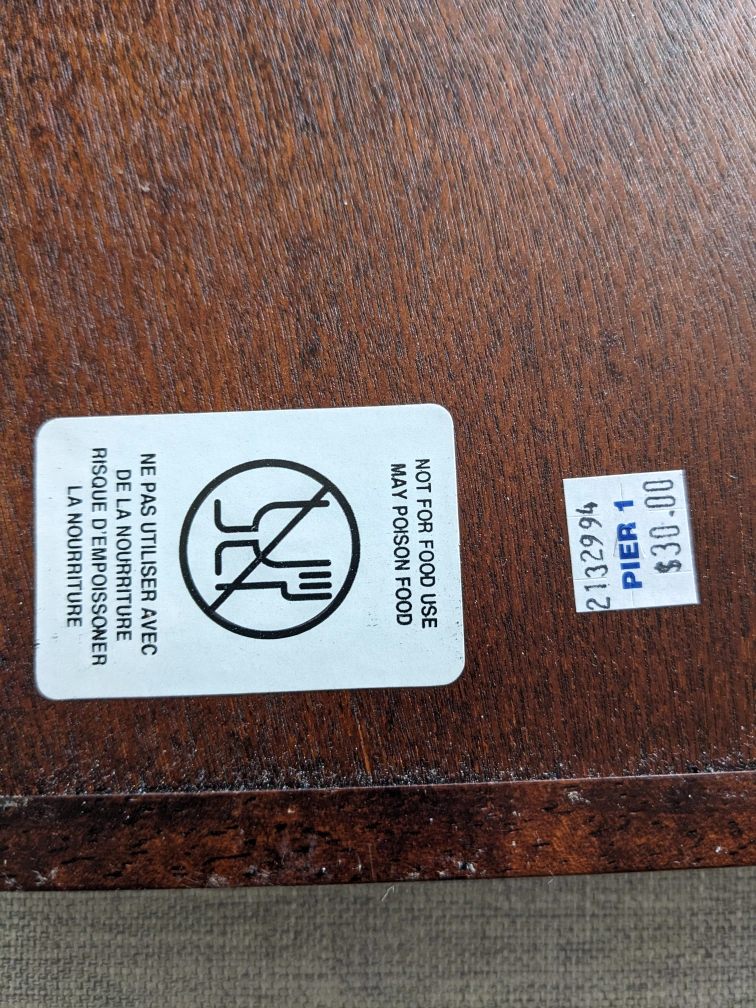 NOT FOR FOOD USE
MAY POISON FOOD
NE PAS UTILISER AVEC
DE LA NOURRITURE
RISQUE D'EMPOISSONER
LA NOURRITURE
2132994
PIER 1
$30.00